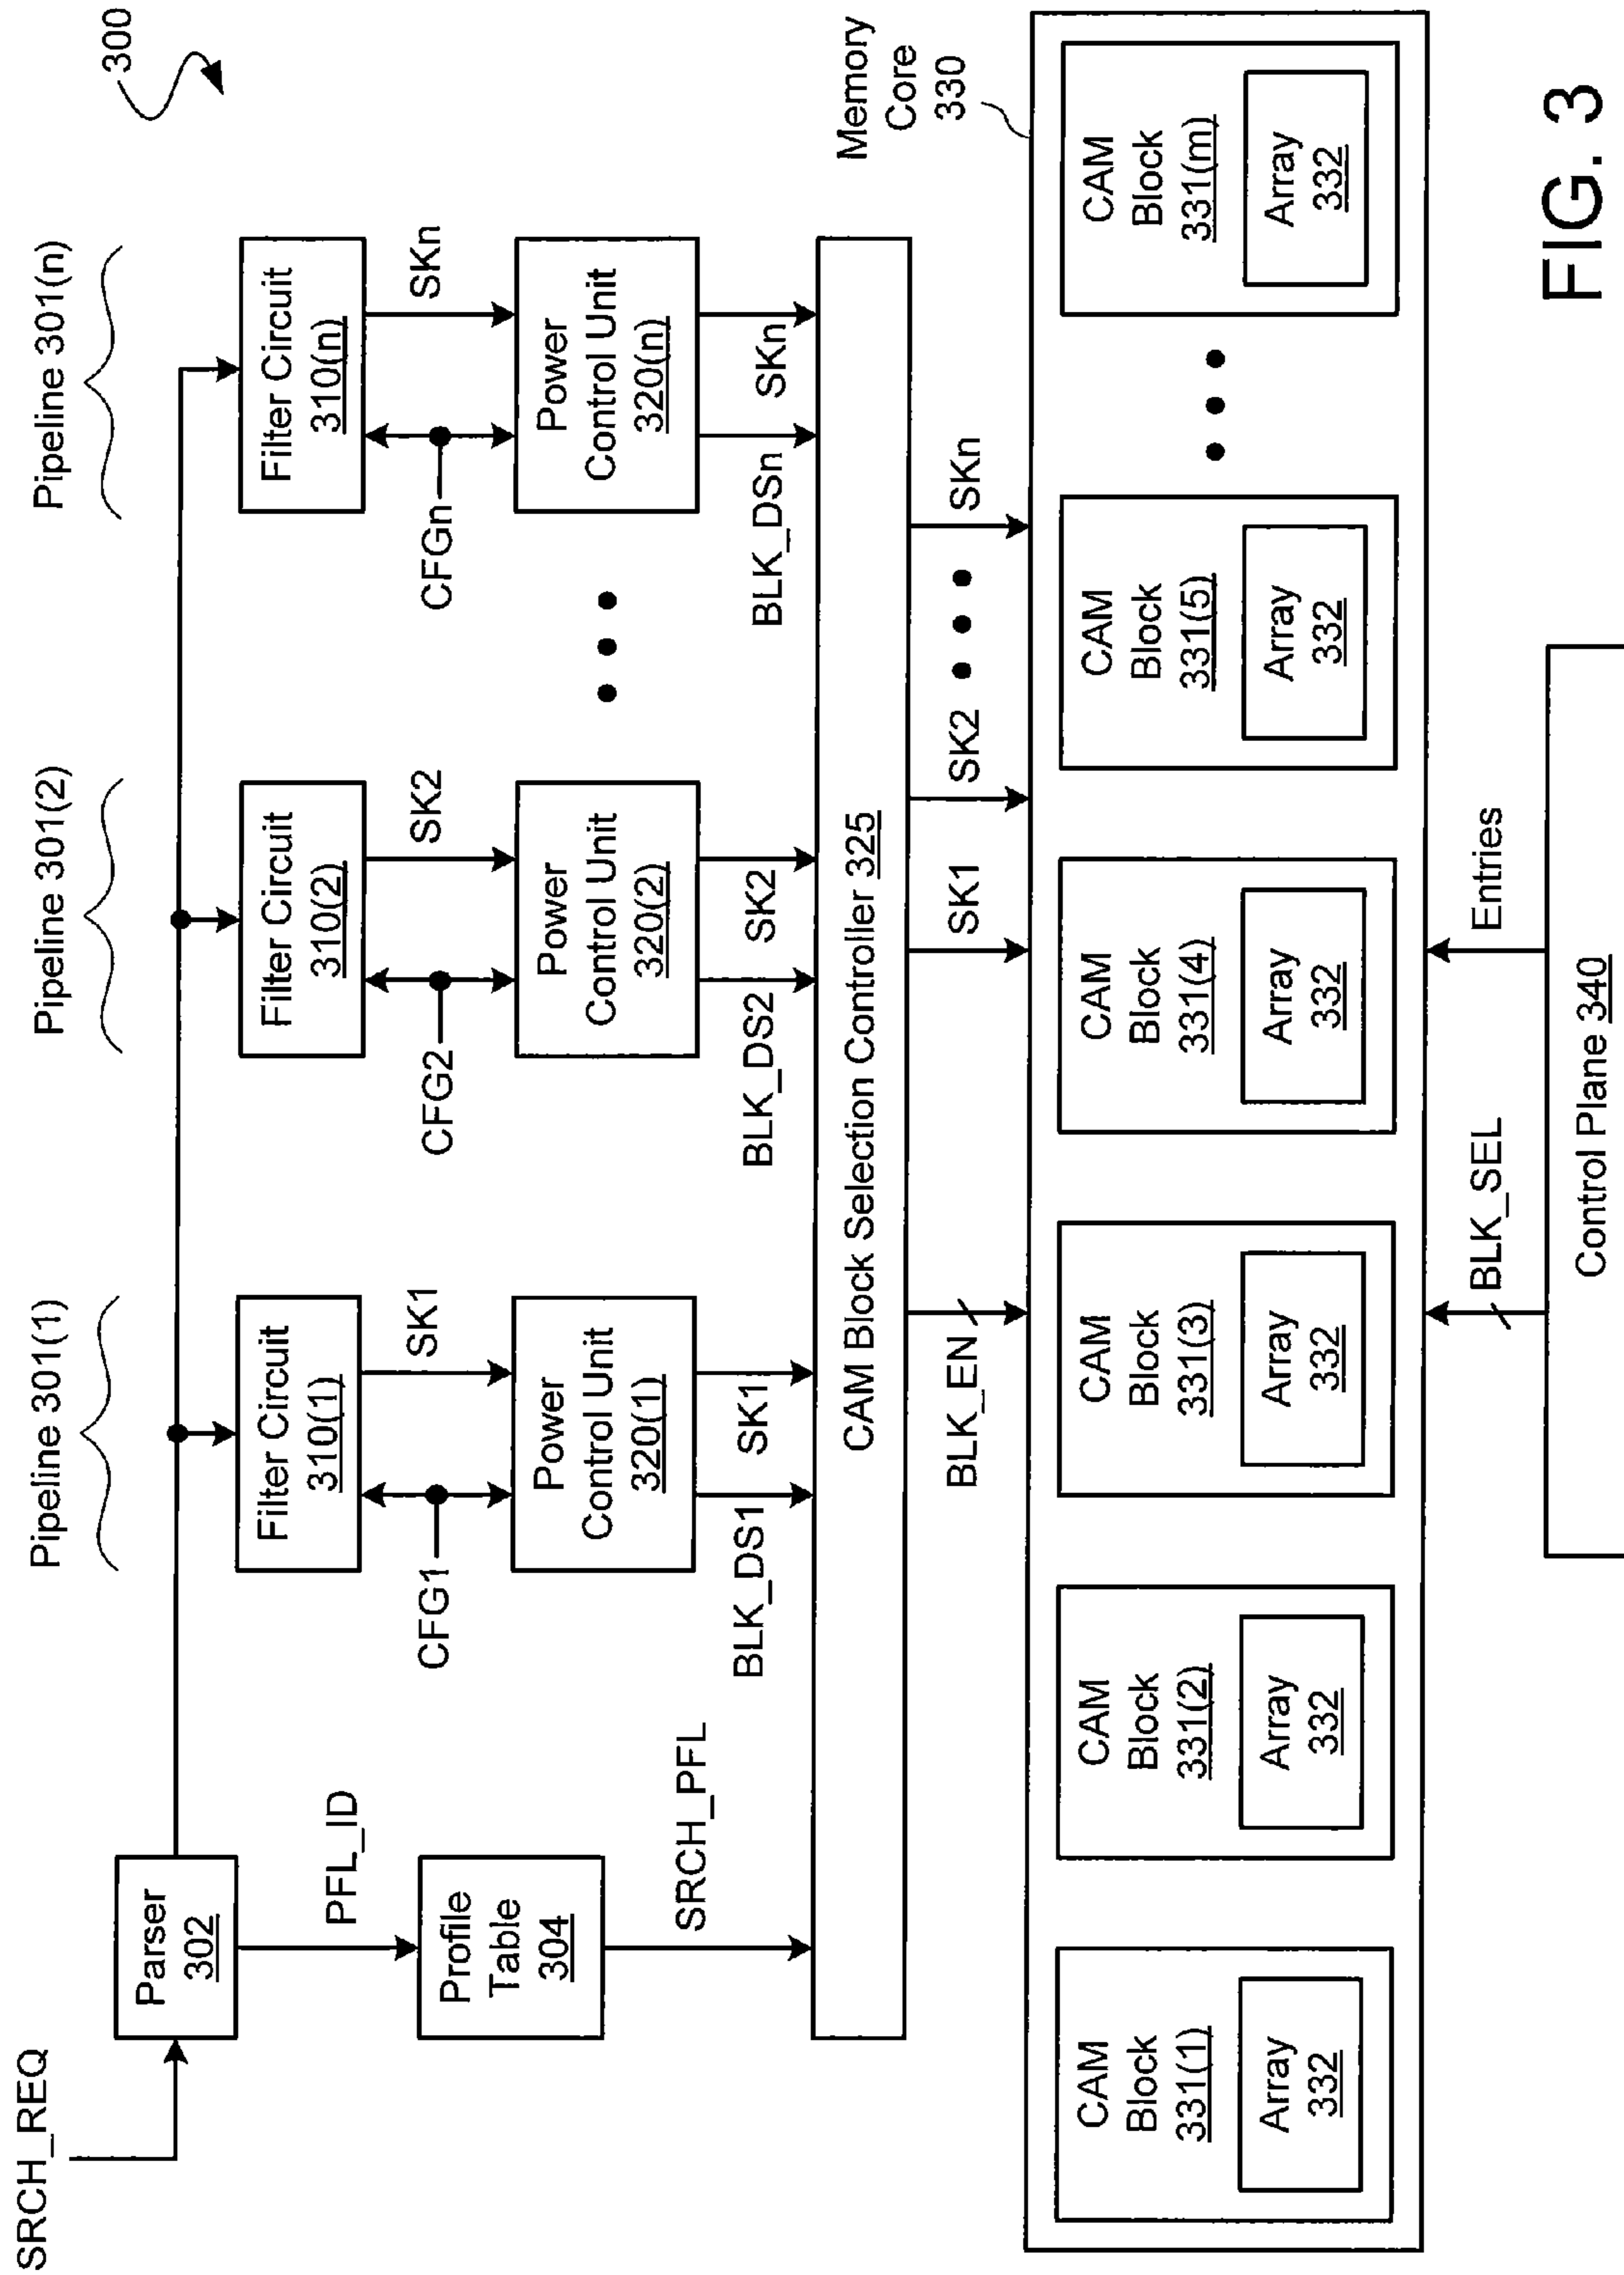 300
Pipeline 301(1)
Pipeline 301(2)
Pipeline 301(n)
SRCH_REQ
Parser
302
Filter Circuit
310(1)
Filter Circuit
310(2)
Filter Circuit
310(n)
PFL_ID
CFG1
SK1
CFG2
SK2
CFGn
SKn
Profile
Table
304
Power
Control Unit
320(1)
Power
Control Unit
320(2)
Power
Control Unit
320(n)
SRCH_PFL
BLK_DS1
SK1
BLK_DS2
SK2
BLK_DSn
SKn
CAM Block Selection Controller 325
BLK_EN
SK1
SK2
SKn
Memory
Core
330
CAM
Block
331(1)
Array
332
CAM
Block
331(2)
Array
332
CAM
Block
331(3)
Array
332
CAM
Block
331(4)
Array
332
CAM
Block
331(5)
Array
332
CAM
Block
331(m)
Array
332
BLK_SEL
Entries
Control Plane 340
FIG. 3